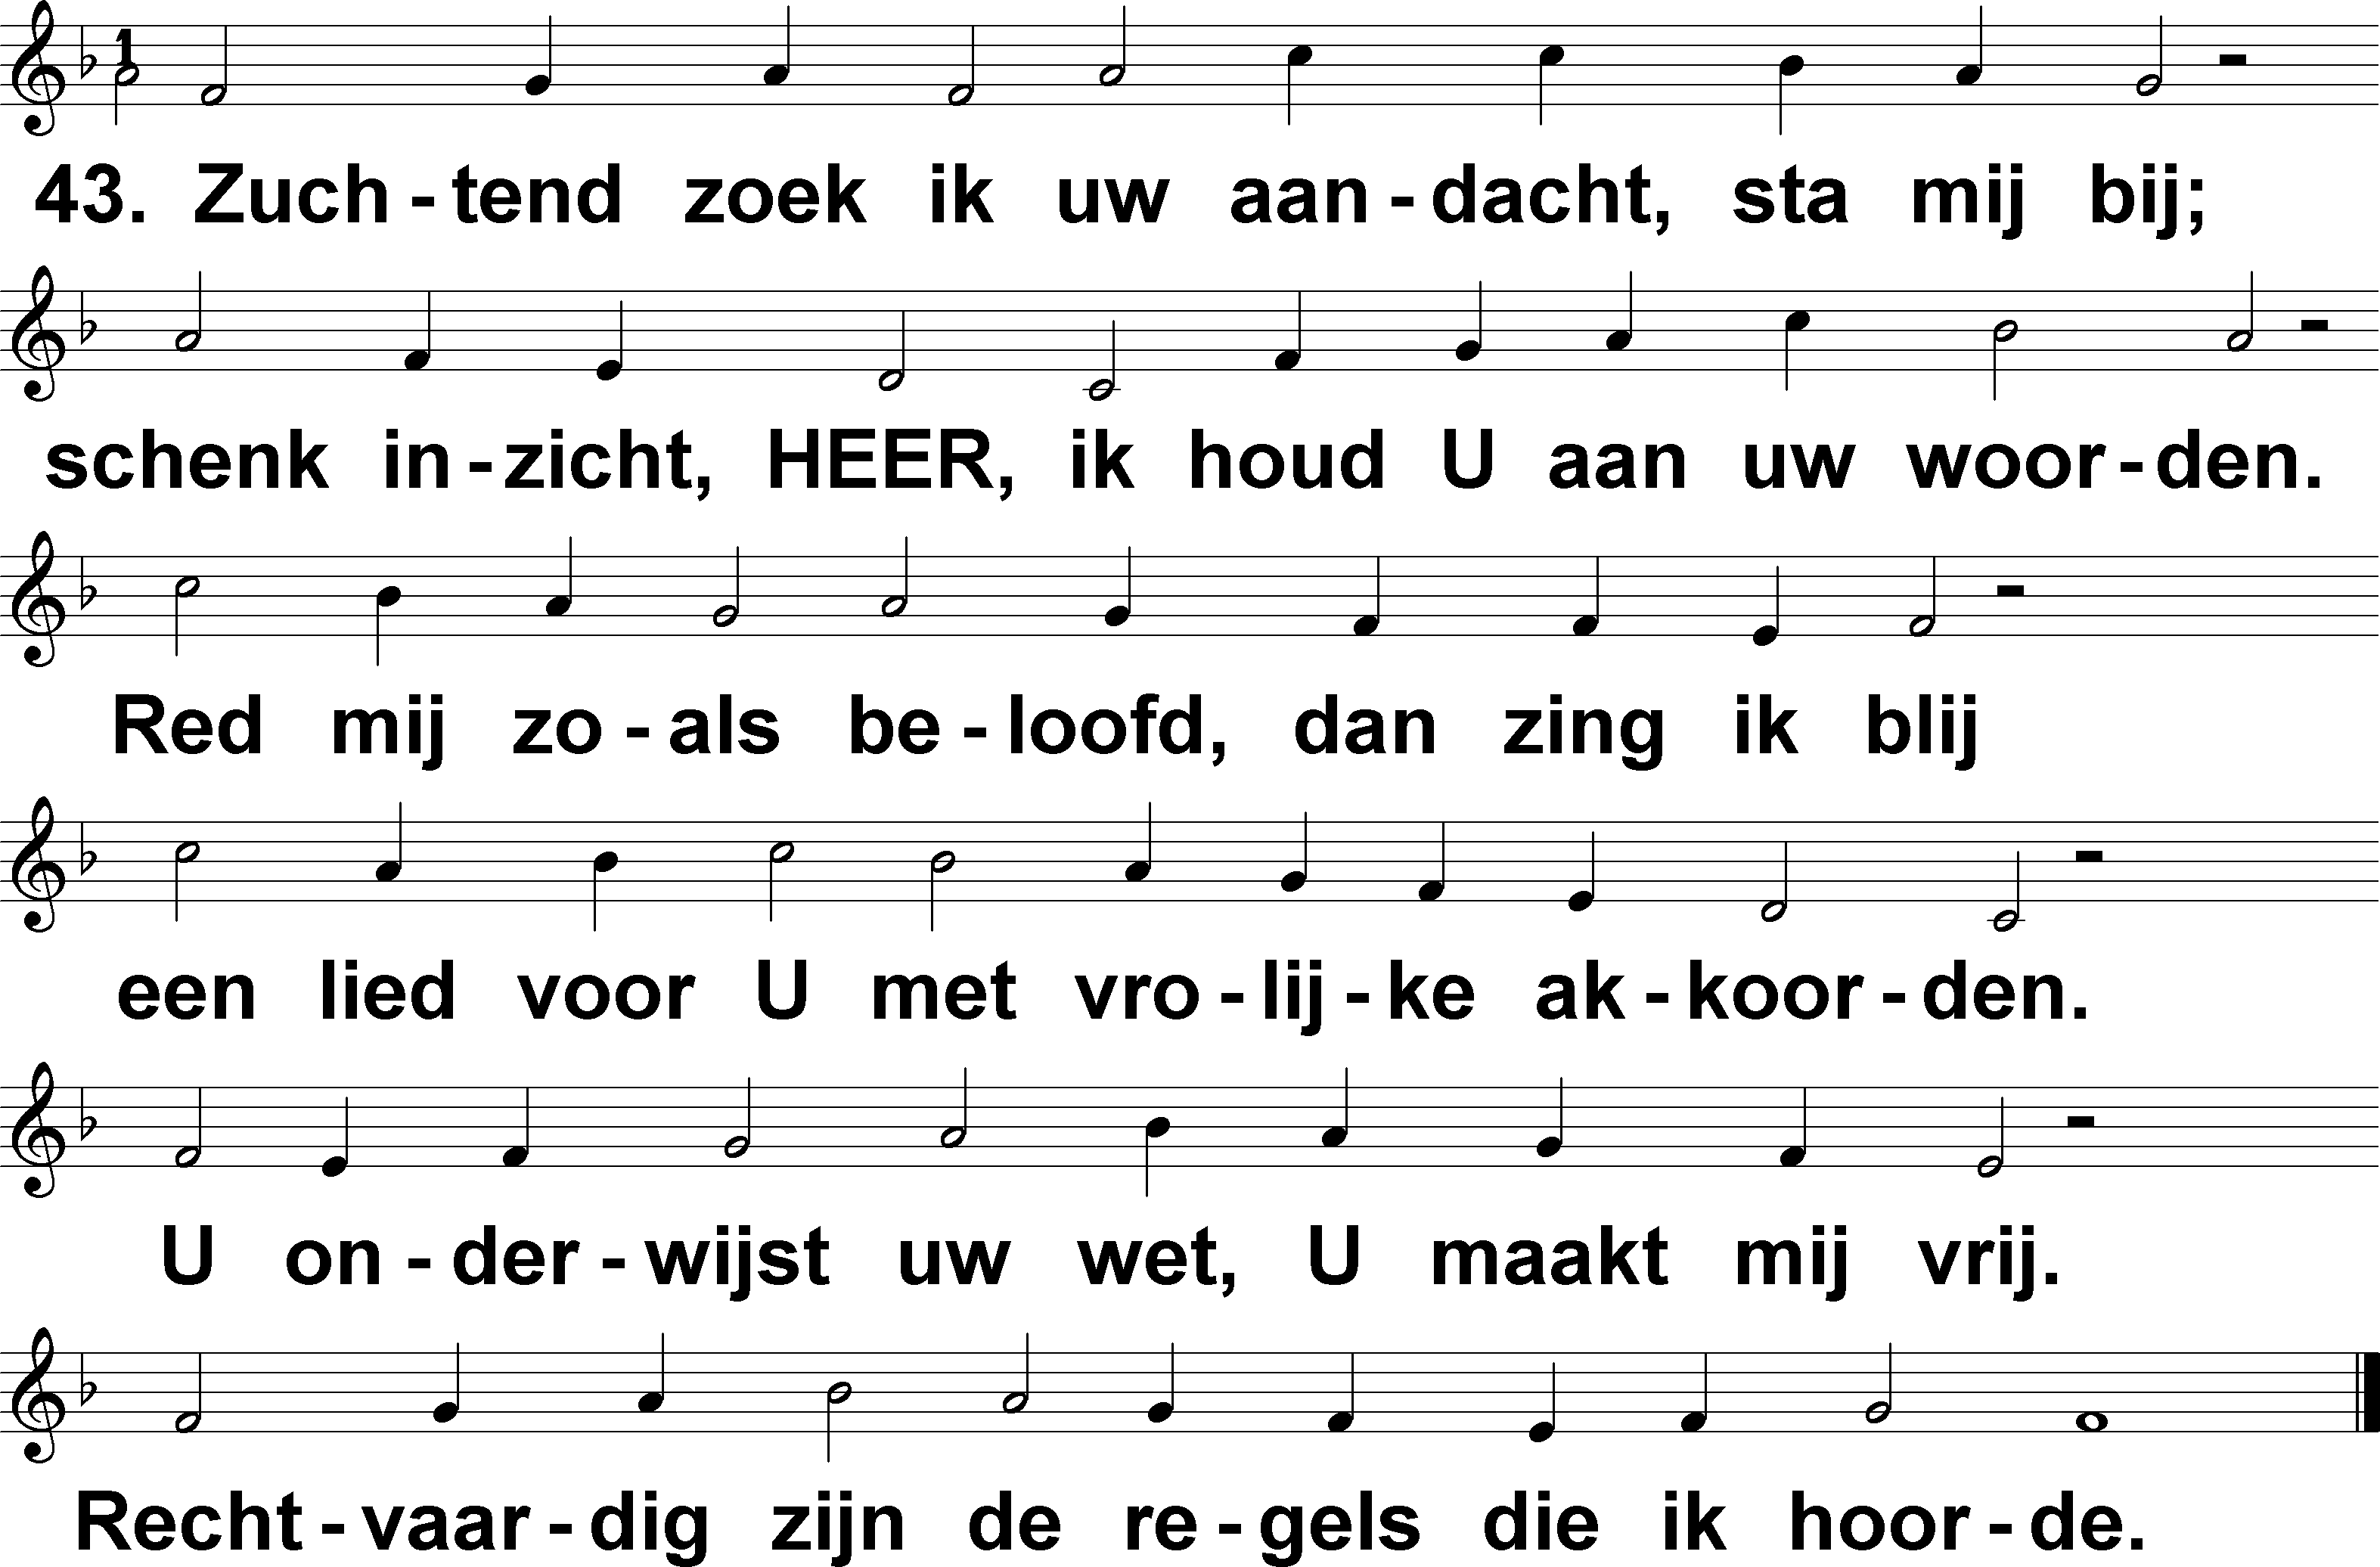 1
43. Zuch-tend zoek ik uw aan-dacht, sta mij bij;
schenk in-zicht, HEER, ik houd U aan uw woor-den.
Red mij zo-als be-loofd, dan zing ik blij
een lied voor U met vro-lij-ke ak-koor-den.
U on-der-wijst uw wet, U maakt mij vrij.
Recht-vaar-dig zijn de re-gels die ik hoor-de.